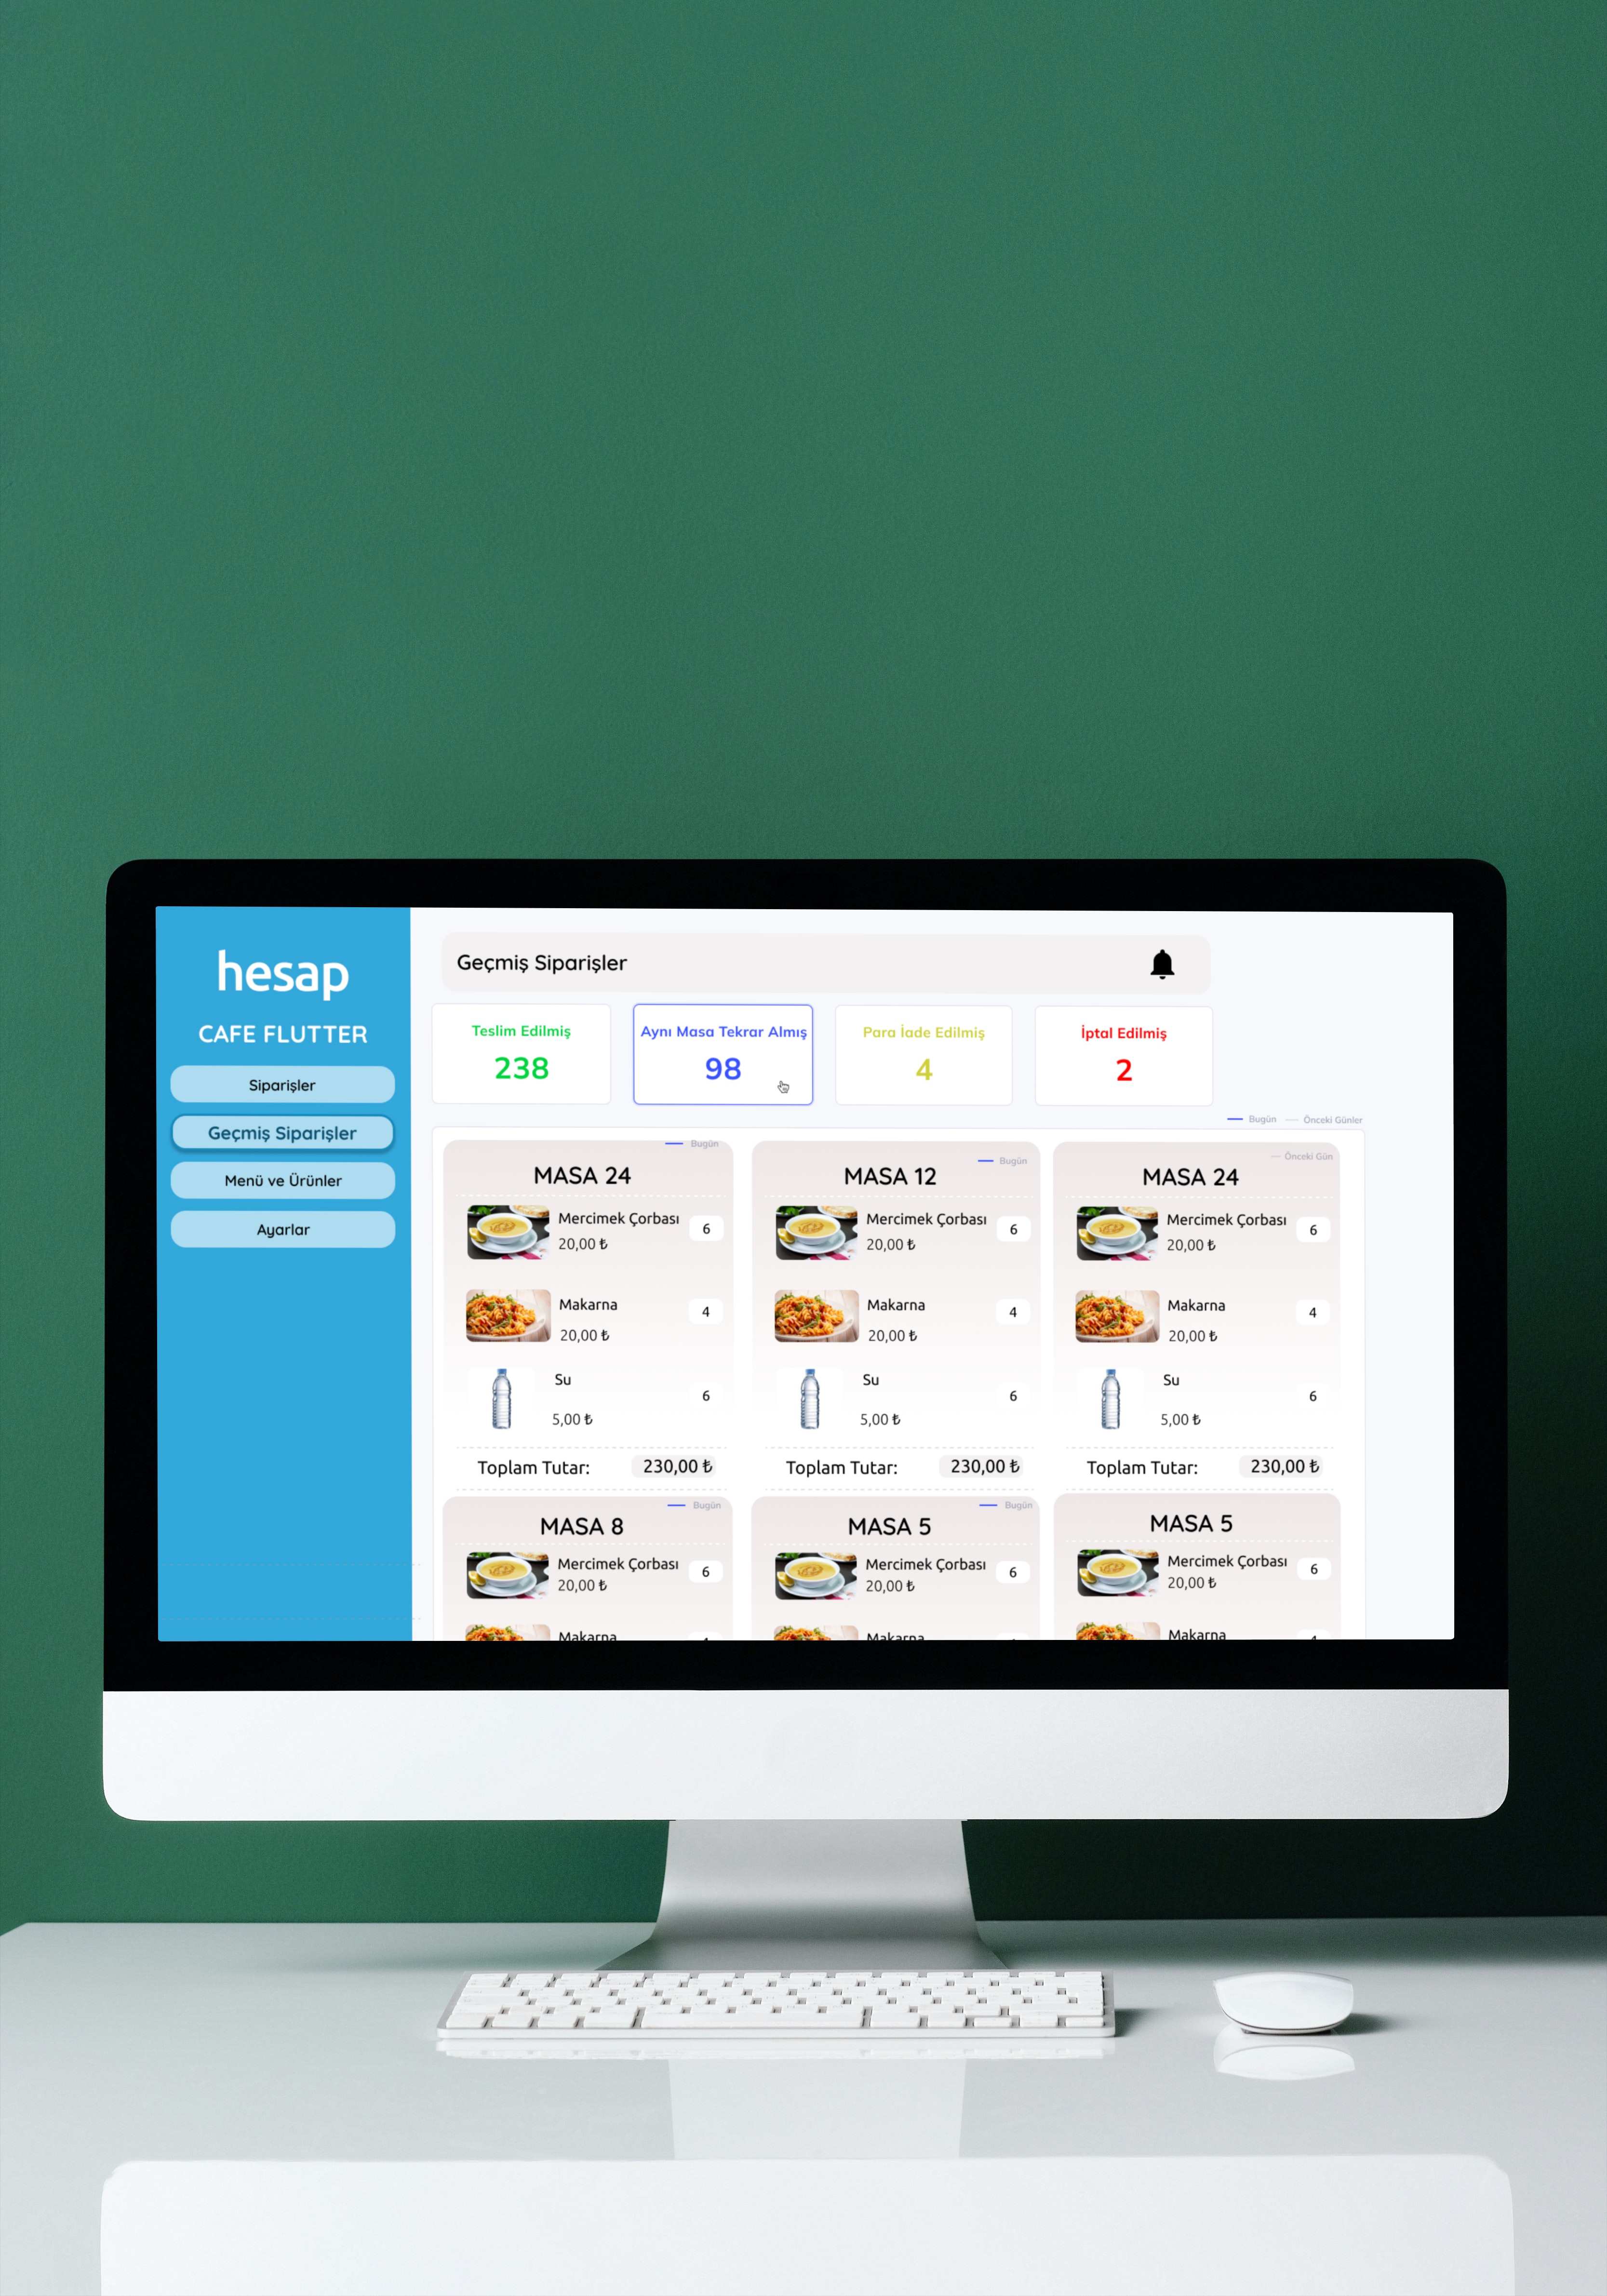 hesap
CAFE FLUTTER
Siparişler
Geçmiş Siparişler
Menü ve Ürünler
Ayarlar
Geçmiş Siparişler
Teslim Edilmiş
238
Aynı Masa Tekrar Almış
98
Para İade Edilmiş
4
İptal Edilmiş
2
Bugün Önceki Günler
Bugün
MASA 24
Mercimek Çorbası
20,00 ₺
6
Makarna
20,00 ₺
4
Su
5,00 ₺
6
Toplam Tutar: 230,00 ₺
Bugün
MASA 12
Mercimek Çorbası
20,00 ₺
6
Makarna
20,00 ₺
4
Su
5,00 ₺
6
Toplam Tutar: 230,00 ₺
Önceki Gün
MASA 24
Mercimek Çorbası
20,00 ₺
6
Makarna
20,00 ₺
4
Su
5,00 ₺
6
Toplam Tutar: 230,00 ₺
Bugün
MASA 8
Mercimek Çorbası
20,00 ₺
6
Makarna
Bugün
MASA 5
Mercimek Çorbası
20,00 ₺
6
Makarna
MASA 5
Mercimek Çorbası
20,00 ₺
6
Makarna